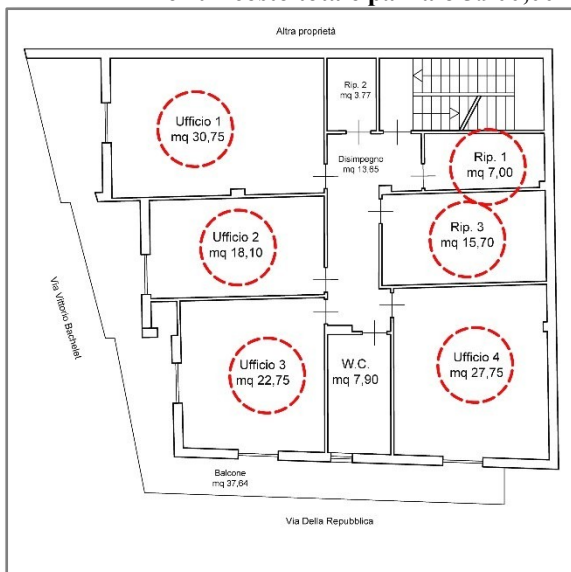 Altra proprietà
Ufficio 1
mq 30,75
Rip. 2
mq 3.77
Disimpegno
mq 13,65
Rip. 1
mq 7,00
Ufficio 2
mq 18,10
Rip. 3
mq 15,70
Via Vittorio Bachelet
Ufficio 3
mq 22,75
W.C.
mq 7,90
Ufficio 4
mq 27,75
Balcone
mq 37,64
Via Della Repubblica